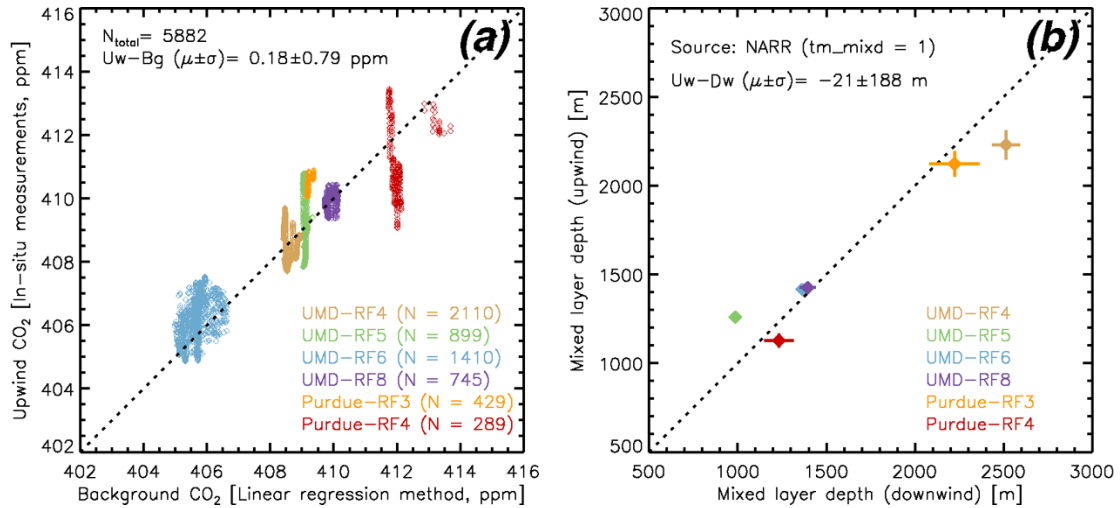 (a)
N_total= 5882
Uw-Bg (μ±σ)= 0.18±0.79 ppm
416
414
412
410
408
406
404
402
Upwind CO₂ [In-situ measurements, ppm]
UMD-RF4 (N = 2110)
UMD-RF5 (N = 899)
UMD-RF6 (N = 1410)
UMD-RF8 (N = 745)
Purdue-RF3 (N = 429)
Purdue-RF4 (N = 289)
402 404 406 408 410 412 414 416
Background CO₂ [Linear regression method, ppm]
(b)
Source: NARR (tm_mixd = 1)
Uw-Dw (μ±σ)= -21±188 m
3000
2500
2000
1500
1000
500
Mixed layer depth (upwind) [m]
UMD-RF4
UMD-RF5
UMD-RF6
UMD-RF8
Purdue-RF3
Purdue-RF4
500 1000 1500 2000 2500 3000
Mixed layer depth (downwind) [m]